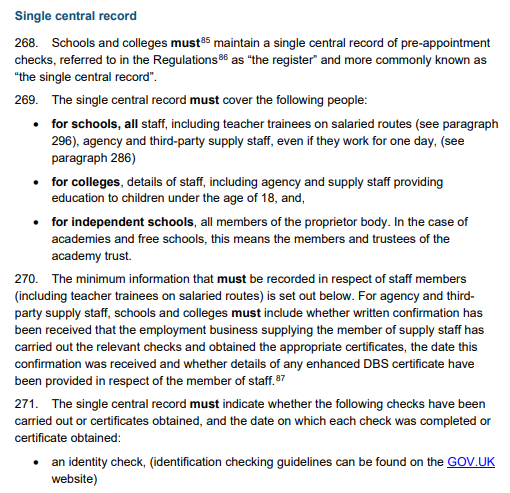 Single central record
268. Schools and colleges must85 maintain a single central record of pre-appointment
checks, referred to in the Regulations86 as “the register” and more commonly known as
“the single central record”.
269. The single central record must cover the following people:
• for schools, all staff, including teacher trainees on salaried routes (see paragraph
296), agency and third-party supply staff, even if they work for one day, (see
paragraph 286)
• for colleges, details of staff, including agency and supply staff providing
education to children under the age of 18, and,
• for independent schools, all members of the proprietor body. In the case of
academies and free schools, this means the members and trustees of the
academy trust.
270. The minimum information that must be recorded in respect of staff members
(including teacher trainees on salaried routes) is set out below. For agency and third-
party supply staff, schools and colleges must include whether written confirmation has
been received that the employment business supplying the member of supply staff has
carried out the relevant checks and obtained the appropriate certificates, the date this
confirmation was received and whether details of any enhanced DBS certificate have
been provided in respect of the member of staff.87
271. The single central record must indicate whether the following checks have been
carried out or certificates obtained, and the date on which each check was completed or
certificate obtained:
• an identity check, (identification checking guidelines can be found on the GOV.UK
website)